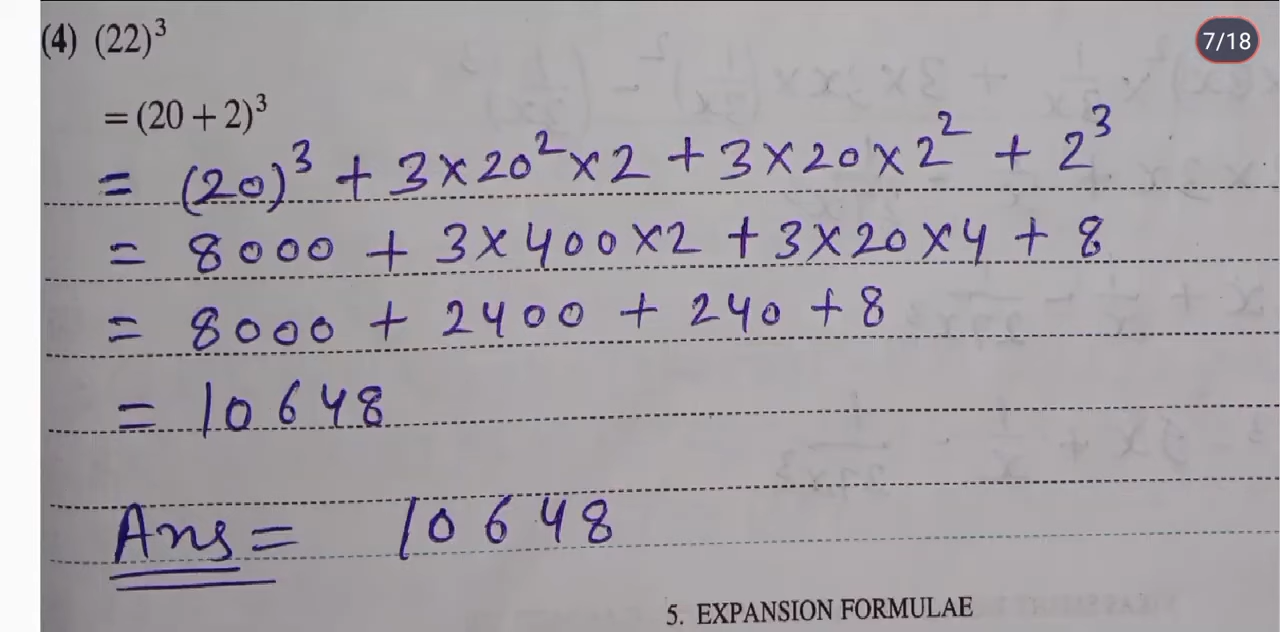 (4) (22)³
7/18
= (20 + 2)³
= (20)³ + 3×20²×2 + 3×20×2² + 2³
= 8000 + 3×400×2 + 3×20×4 + 8
= 8000 + 2400 + 240 + 8
= 10648
Ans = 10648
5. EXPANSION FORMULAE